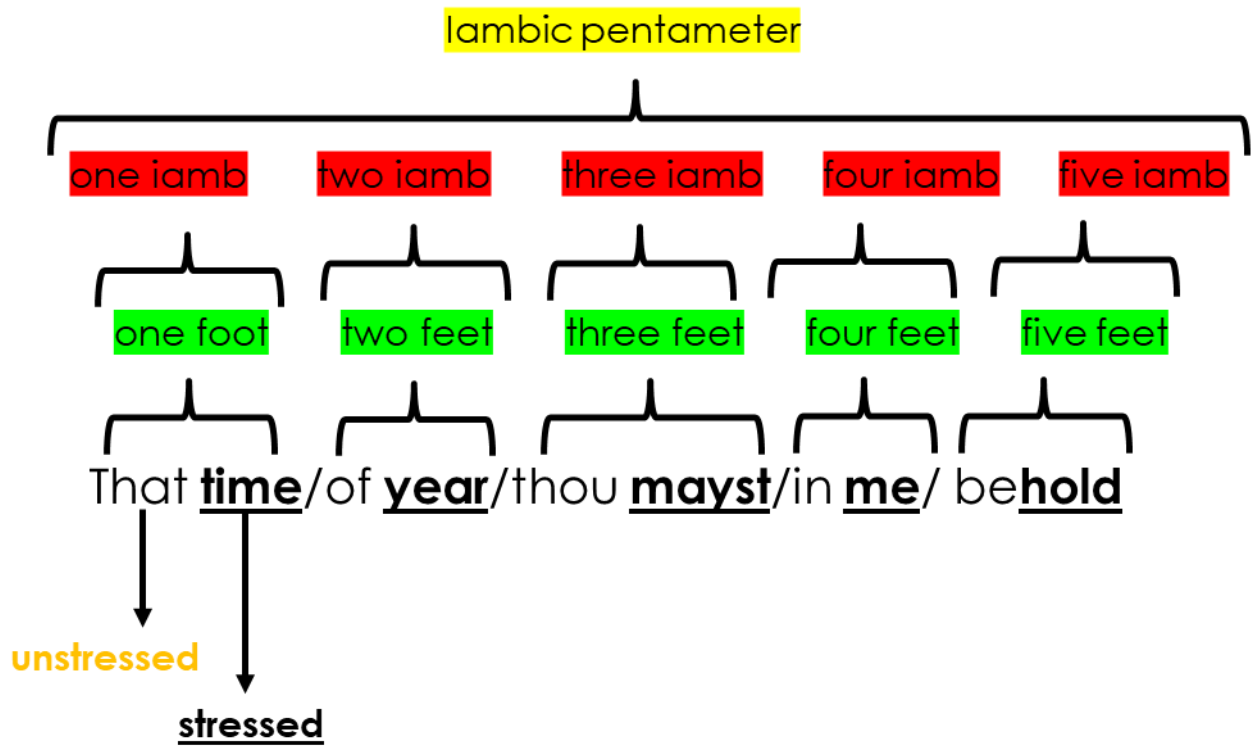 Iambic pentameter
one iamb two iamb three iamb four iamb five iamb
one foot two feet three feet four feet five feet
That time/of year/thou mayst/in me/ behold
unstressed
stressed